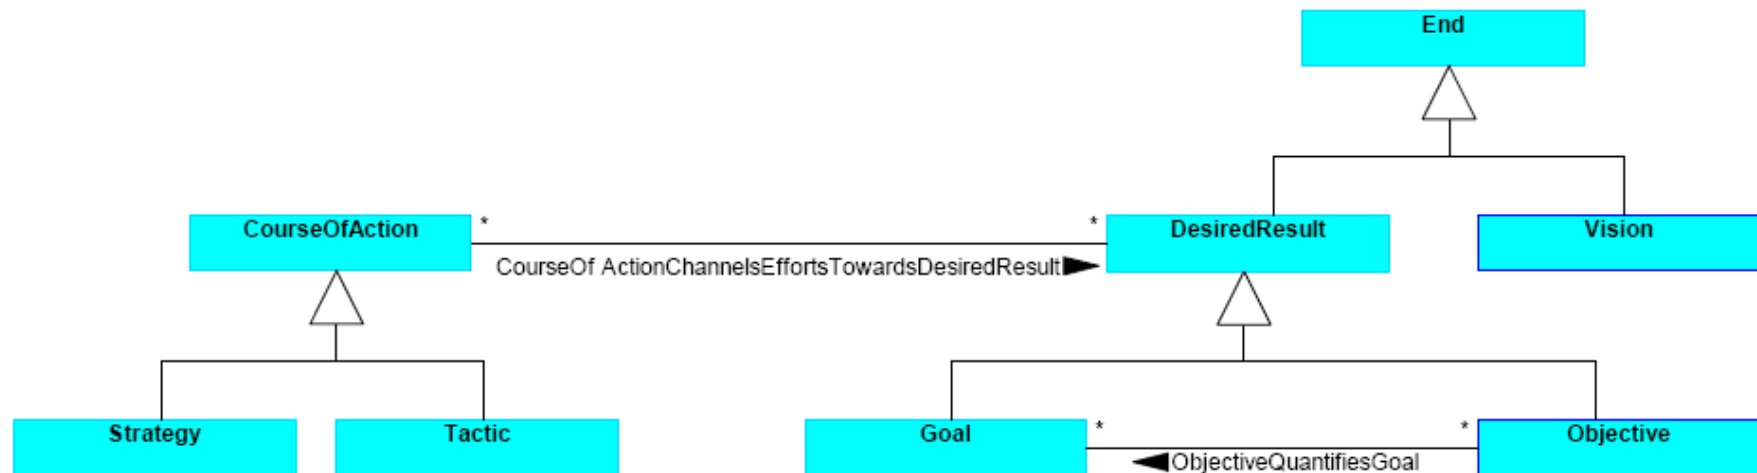 End
CourseOfAction
*
*
DesiredResult
Vision
CourseOf ActionChannelsEffortsTowardsDesiredResult
Strategy
Tactic
Goal
*
*
Objective
ObjectiveQuantifiesGoal